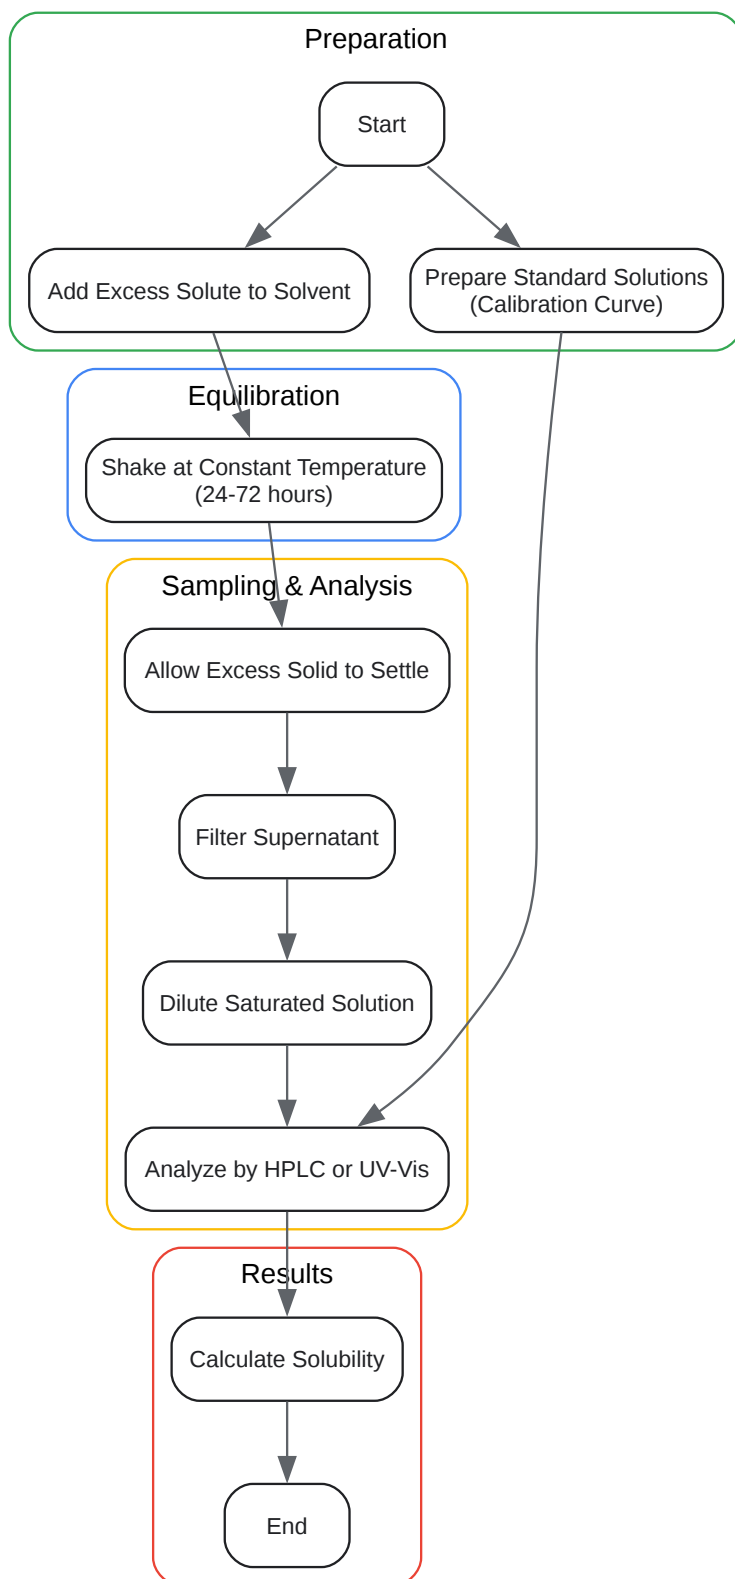 Preparation
Start
Add Excess Solute to Solvent
Prepare Standard Solutions
(Calibration Curve)
Equilibration
Shake at Constant Temperature
(24-72 hours)
Sampling & Analysis
Allow Excess Solid to Settle
Filter Supernatant
Dilute Saturated Solution
Analyze by HPLC or UV-Vis
Results
Calculate Solubility
End